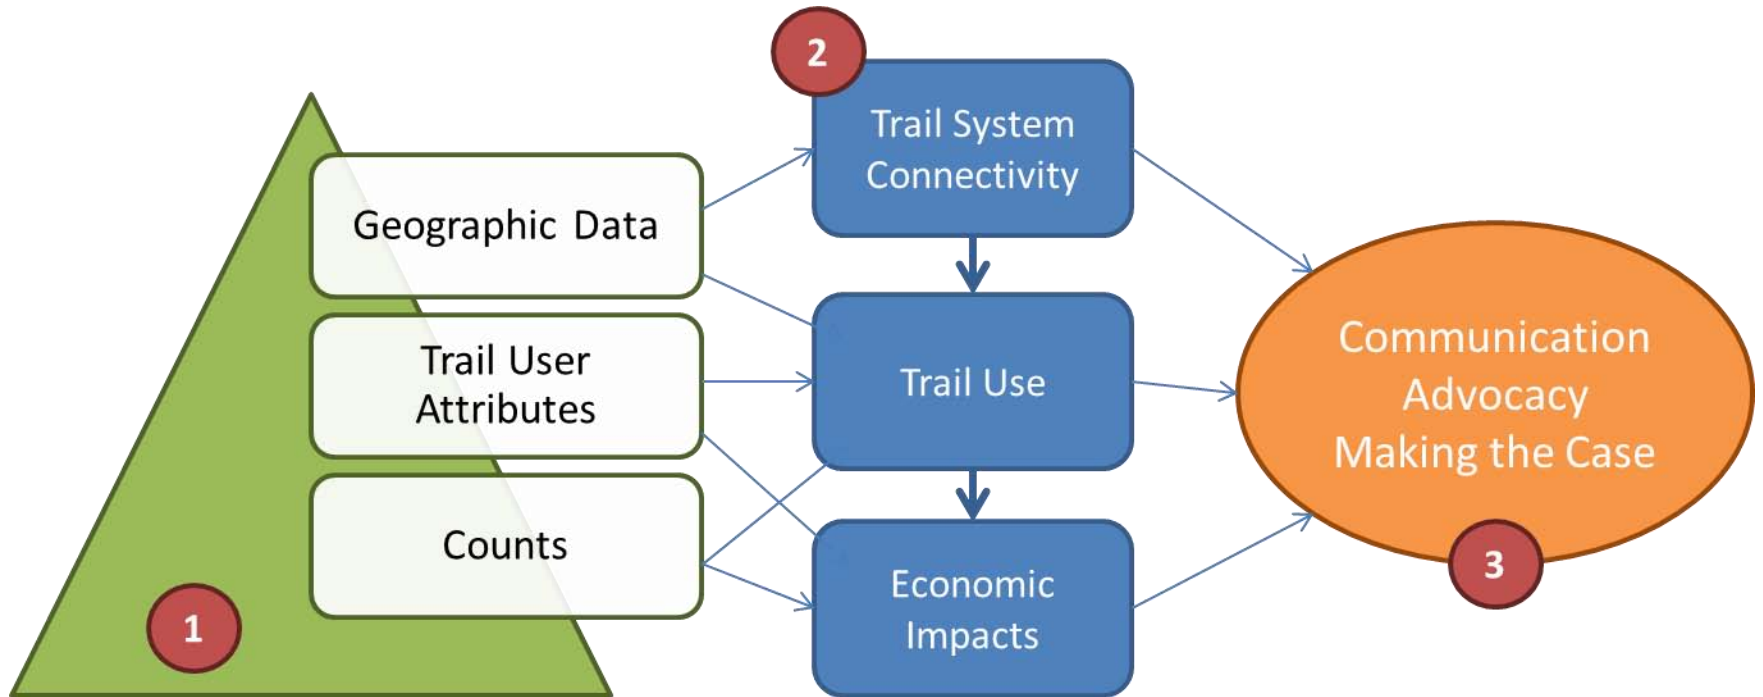 2
Trail System
Connectivity
Geographic Data
Trail User
Attributes
Trail Use
Communication
Advocacy
Making the Case
Counts
Economic
Impacts
1
3